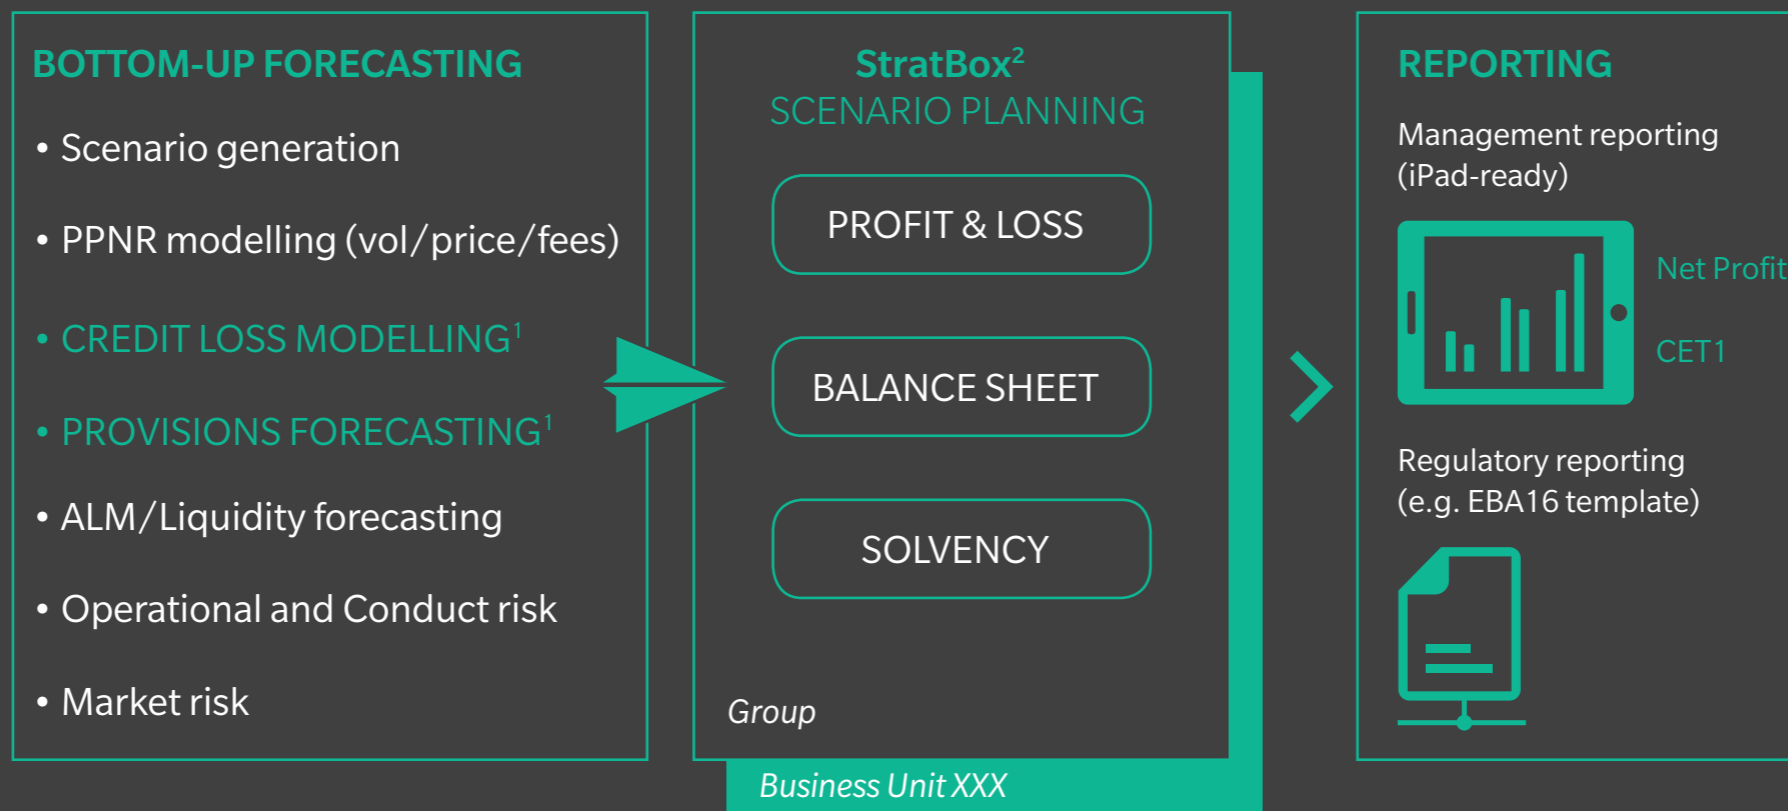 BOTTOM-UP FORECASTING
• Scenario generation
• PPNR modelling (vol/price/fees)
• CREDIT LOSS MODELLING¹
• PROVISIONS FORECASTING¹
• ALM/Liquidity forecasting
• Operational and Conduct risk
• Market risk
StratBox²
SCENARIO PLANNING
PROFIT & LOSS
BALANCE SHEET
SOLVENCY
Group
Business Unit XXX
REPORTING
Management reporting
(iPad-ready)
Net Profit
CET1
Regulatory reporting
(e.g. EBA16 template)